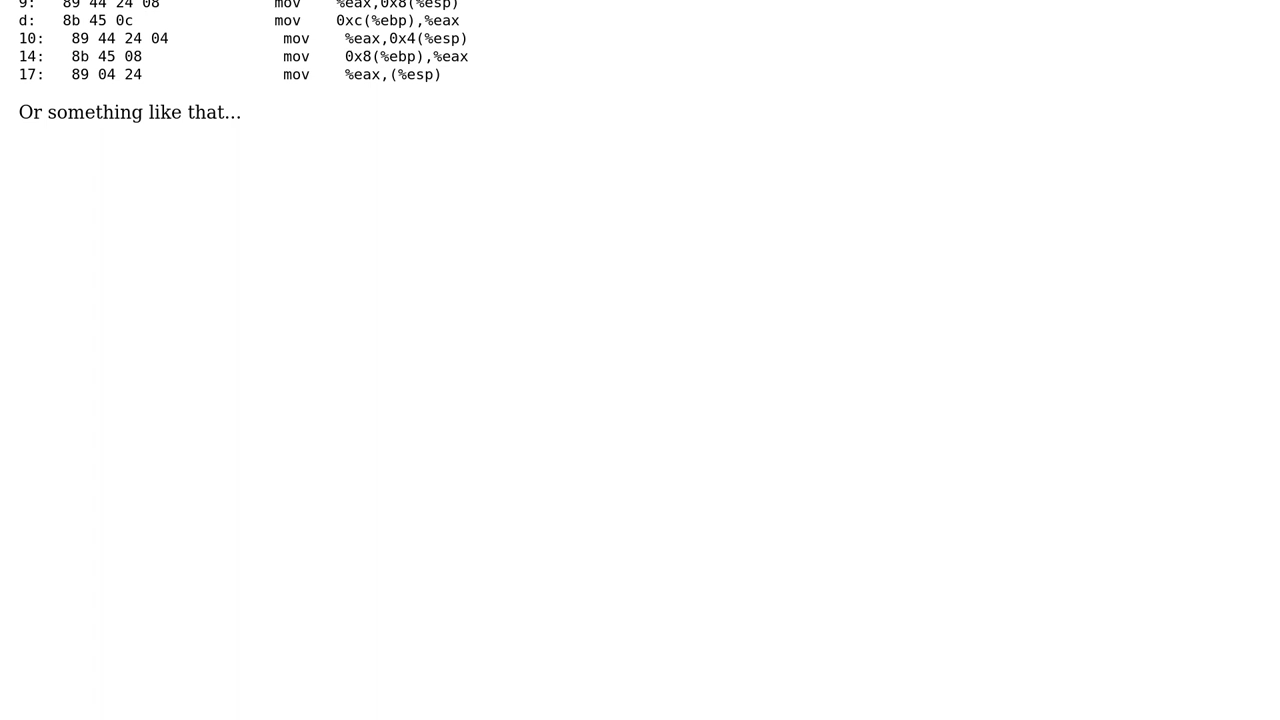 9:   89 44 24 08             mov    %eax,0x8(%esp)
d:   8b 45 0c                mov    0xc(%ebp),%eax
10:   89 44 24 04             mov    %eax,0x4(%esp)
14:   8b 45 08                mov    0x8(%ebp),%eax
17:   89 04 24                mov    %eax,(%esp)
Or something like that...